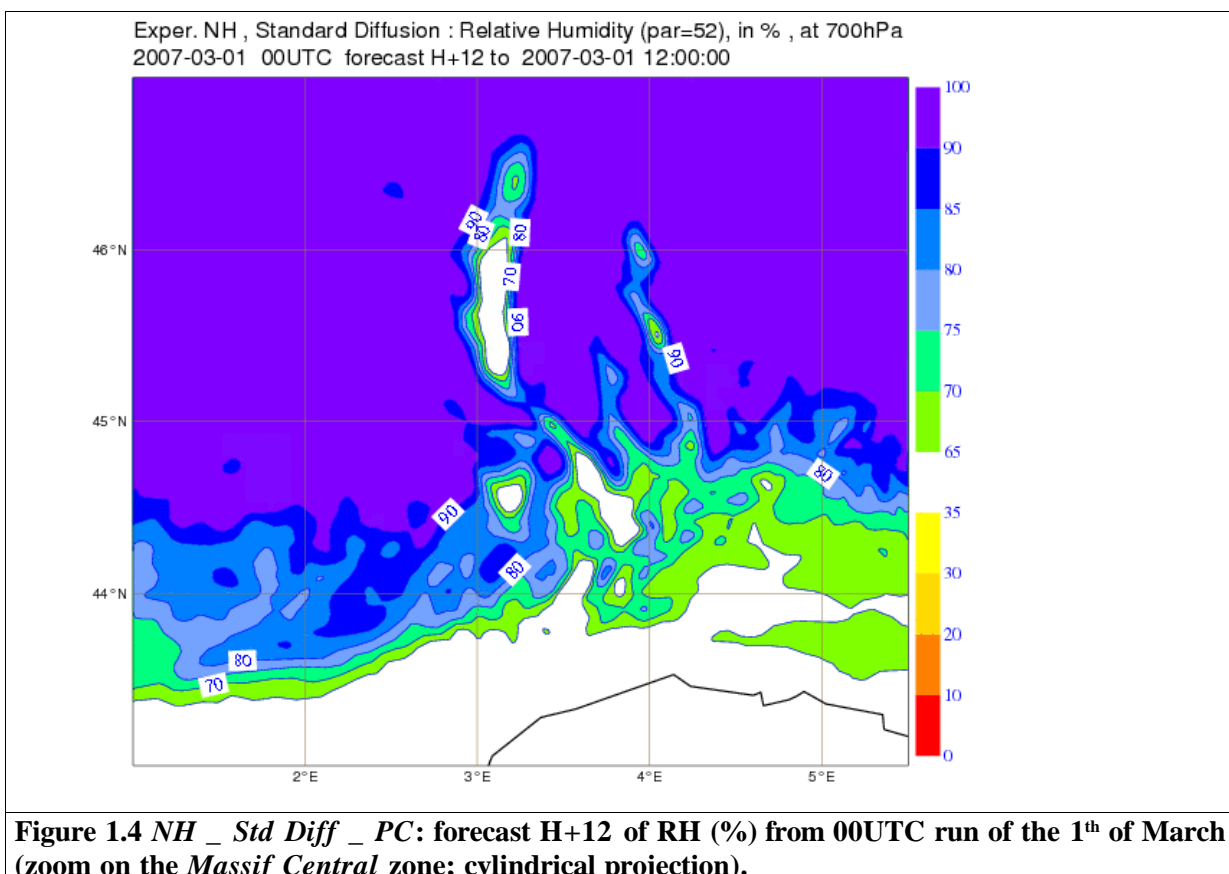 Exper. NH , Standard Diffusion : Relative Humidity (par=52), in % , at 700hPa
2007-03-01 00UTC forecast H+12 to 2007-03-01 12:00:00
100
90
85
80
75
70
65
35
30
20
10
0
46°N
45°N
44°N
90
80
80
70
90
90
80
90
80
80
70
2°E
3°E
4°E
5°E
Figure 1.4 NH _ Std Diff _ PC: forecast H+12 of RH (%) from 00UTC run of the 1th of March
(zoom on the Massif Central zone; cylindrical projection).